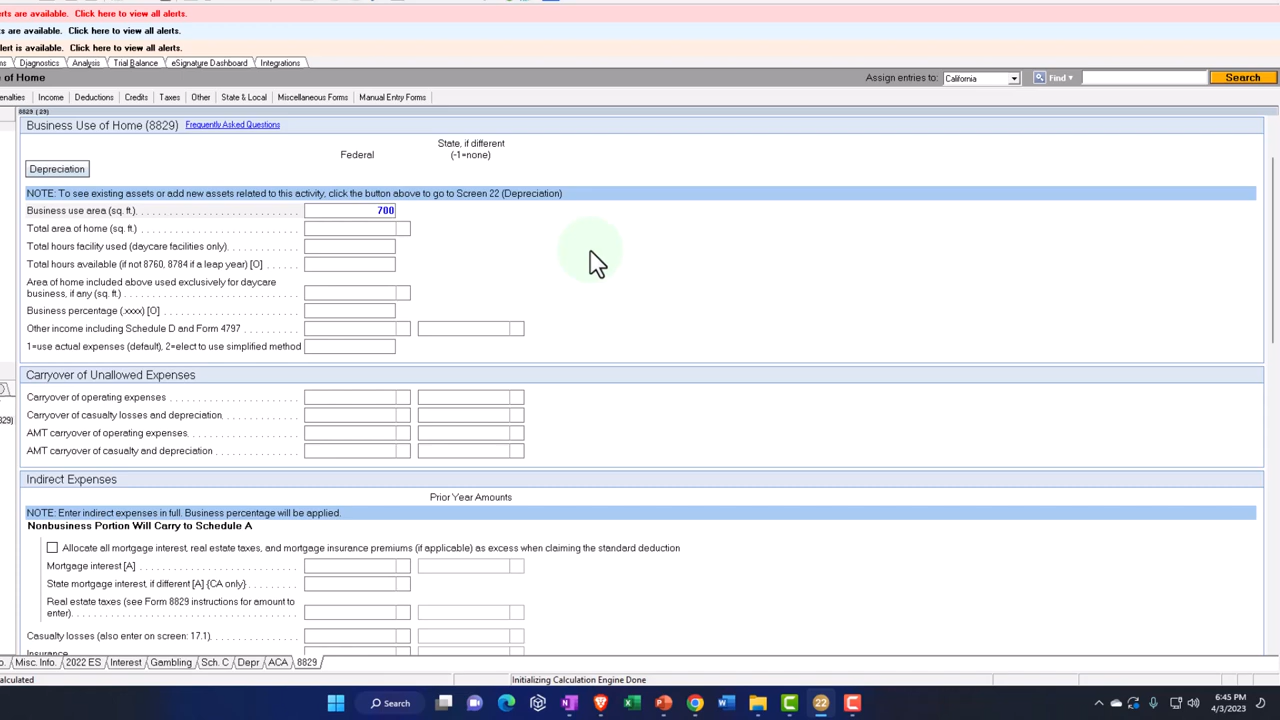 erts are available. Click here to view all alerts.
ts are available. Click here to view all alerts.
lert is available. Click here to view all alerts.
ms Diagnostics Analysis Trial Balance eSignature Dashboard Integrations
e of Home Assign entries to: California Find Search
enalties Income Deductions Credits Taxes Other State & Local Miscellaneous Forms Manual Entry Forms
8829 (29)
Business Use of Home (8829) Frequently Asked Questions
State, if different
Federal (-1=none)
Depreciation
NOTE: To see existing assets or add new assets related to this activity, click the button above to go to Screen 22 (Depreciation)
Business use area (sq. ft.) 700
Total area of home (sq.ft.)
Total hours facility used (daycare facilities only)
Total hours available (if not 8760, 8784 if a leap year) [O]
Area of home included above used exclusively for daycare
business, if any (sq. ft.)
Business percentage (.xxxx) [O]
Other income including Schedule D and Form 4797
1=use actual expenses (default), 2=elect to use simplified method
Carryover of Unallowed Expenses
Carryover of operating expenses
Carryover of casualty losses and depreciation
AMT carryover of operating expenses
AMT carryover of casualty and depreciation
Indirect Expenses
Prior Year Amounts
NOTE: Enter indirect expenses in full. Business percentage will be applied.
Nonbusiness Portion Will Carry to Schedule A
Allocate all mortgage interest, real estate taxes, and mortgage insurance premiums (if applicable) as excess when claiming the standard deduction
Mortgage interest [A]
State mortgage interest, if different [A] {CA only}
Real estate taxes (see Form 8829 instructions for amount to
enter)
Casualty losses (also enter on screen: 17.1)
Insurance
829)
o. Misc. Info. 2022 ES Interest Gambling Sch. C Depr ACA 8829
alculated Initializing Calculation Engine Done
Search 22 6:45 PM
4/3/2023